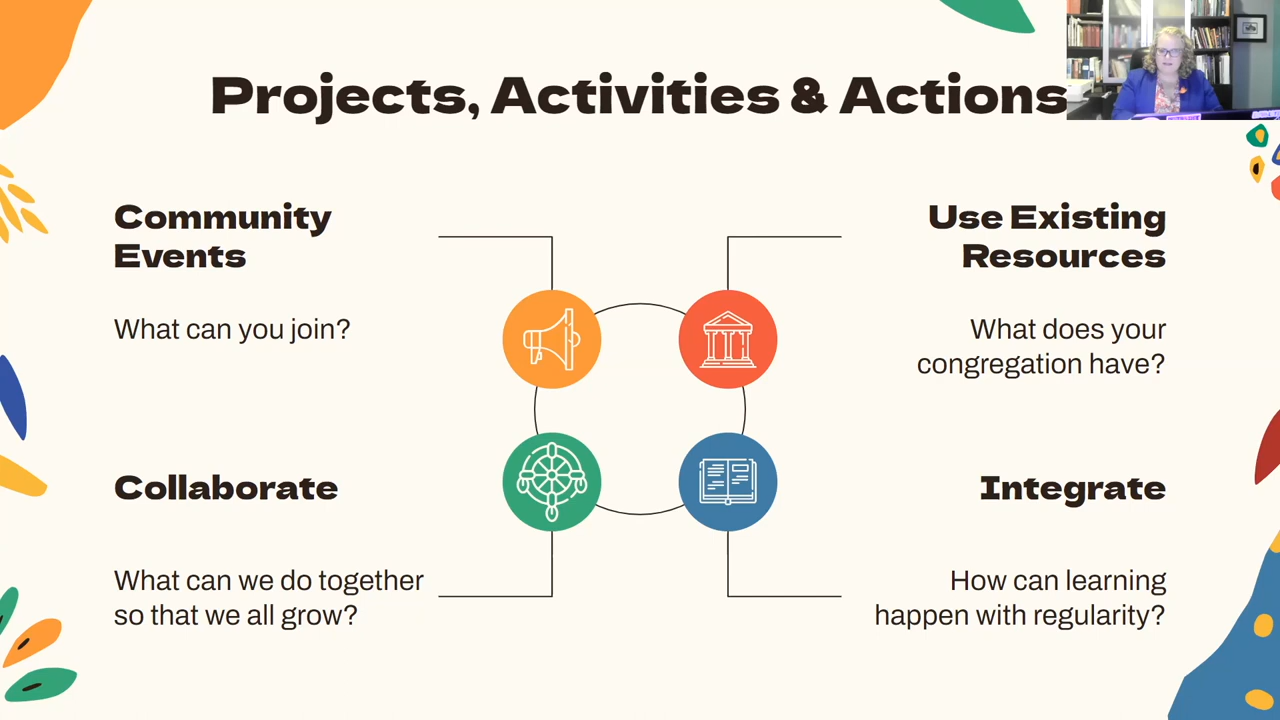 Projects, Activities & Actions
Community
Events
What can you join?
Use Existing
Resources
What does your
congregation have?
Collaborate
What can we do together
so that we all grow?
Integrate
How can learning
happen with regularity?